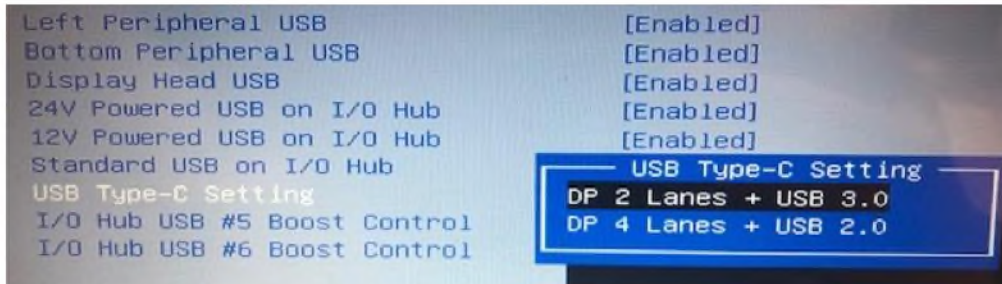 Left Peripheral USB [Enabled]
Bottom Peripheral USB [Enabled]
Display Head USB [Enabled]
24V Powered USB on I/O Hub [Enabled]
12V Powered USB on I/O Hub [Enabled]
Standard USB on I/O Hub
USB Type-C Setting
I/O Hub USB #5 Boost Control
I/O Hub USB #6 Boost Control
USB Type-C Setting
DP 2 Lanes + USB 3.0
DP 4 Lanes + USB 2.0